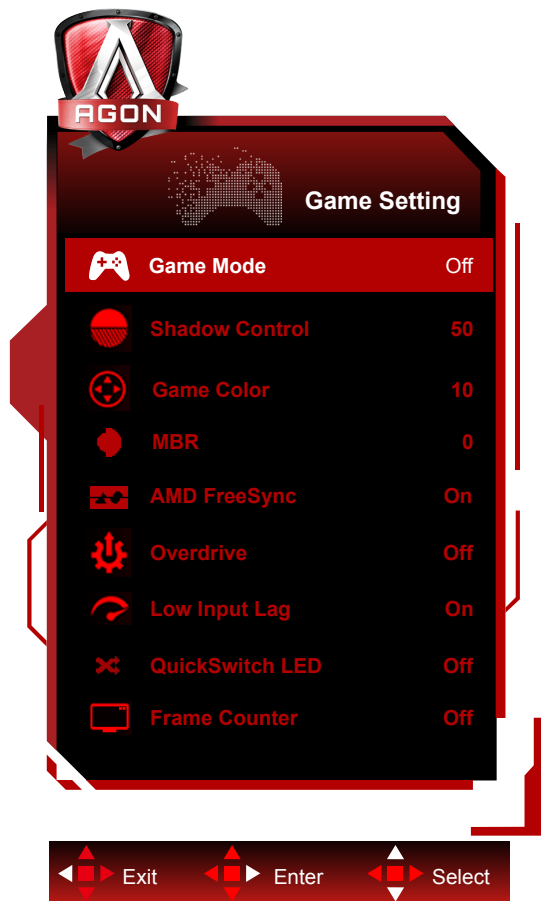 AGON
Game Setting
Game Mode Off
Shadow Control 50
Game Color 10
MBR 0
AMD FreeSync On
Overdrive Off
Low Input Lag On
QuickSwitch LED Off
Frame Counter Off
Exit Enter Select